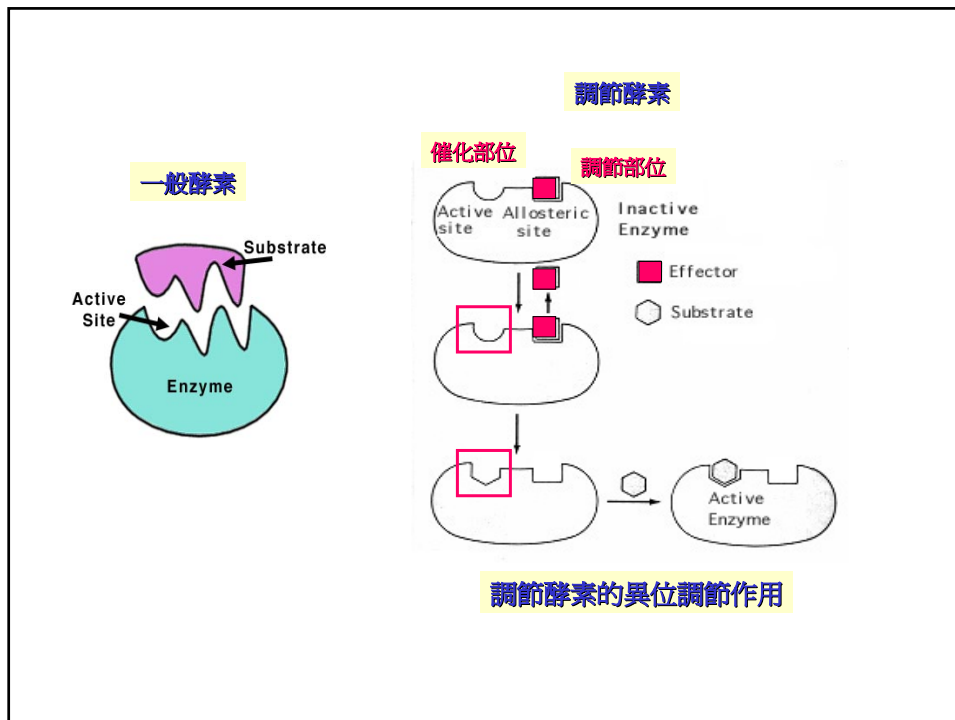 調節酵素
催化部位
調節部位
一般酵素
Substrate
Active
Site
Enzyme
Active
site
Allosteric
site
Inactive
Enzyme
Effector
Substrate
Active
Enzyme
調節酵素的異位調節作用